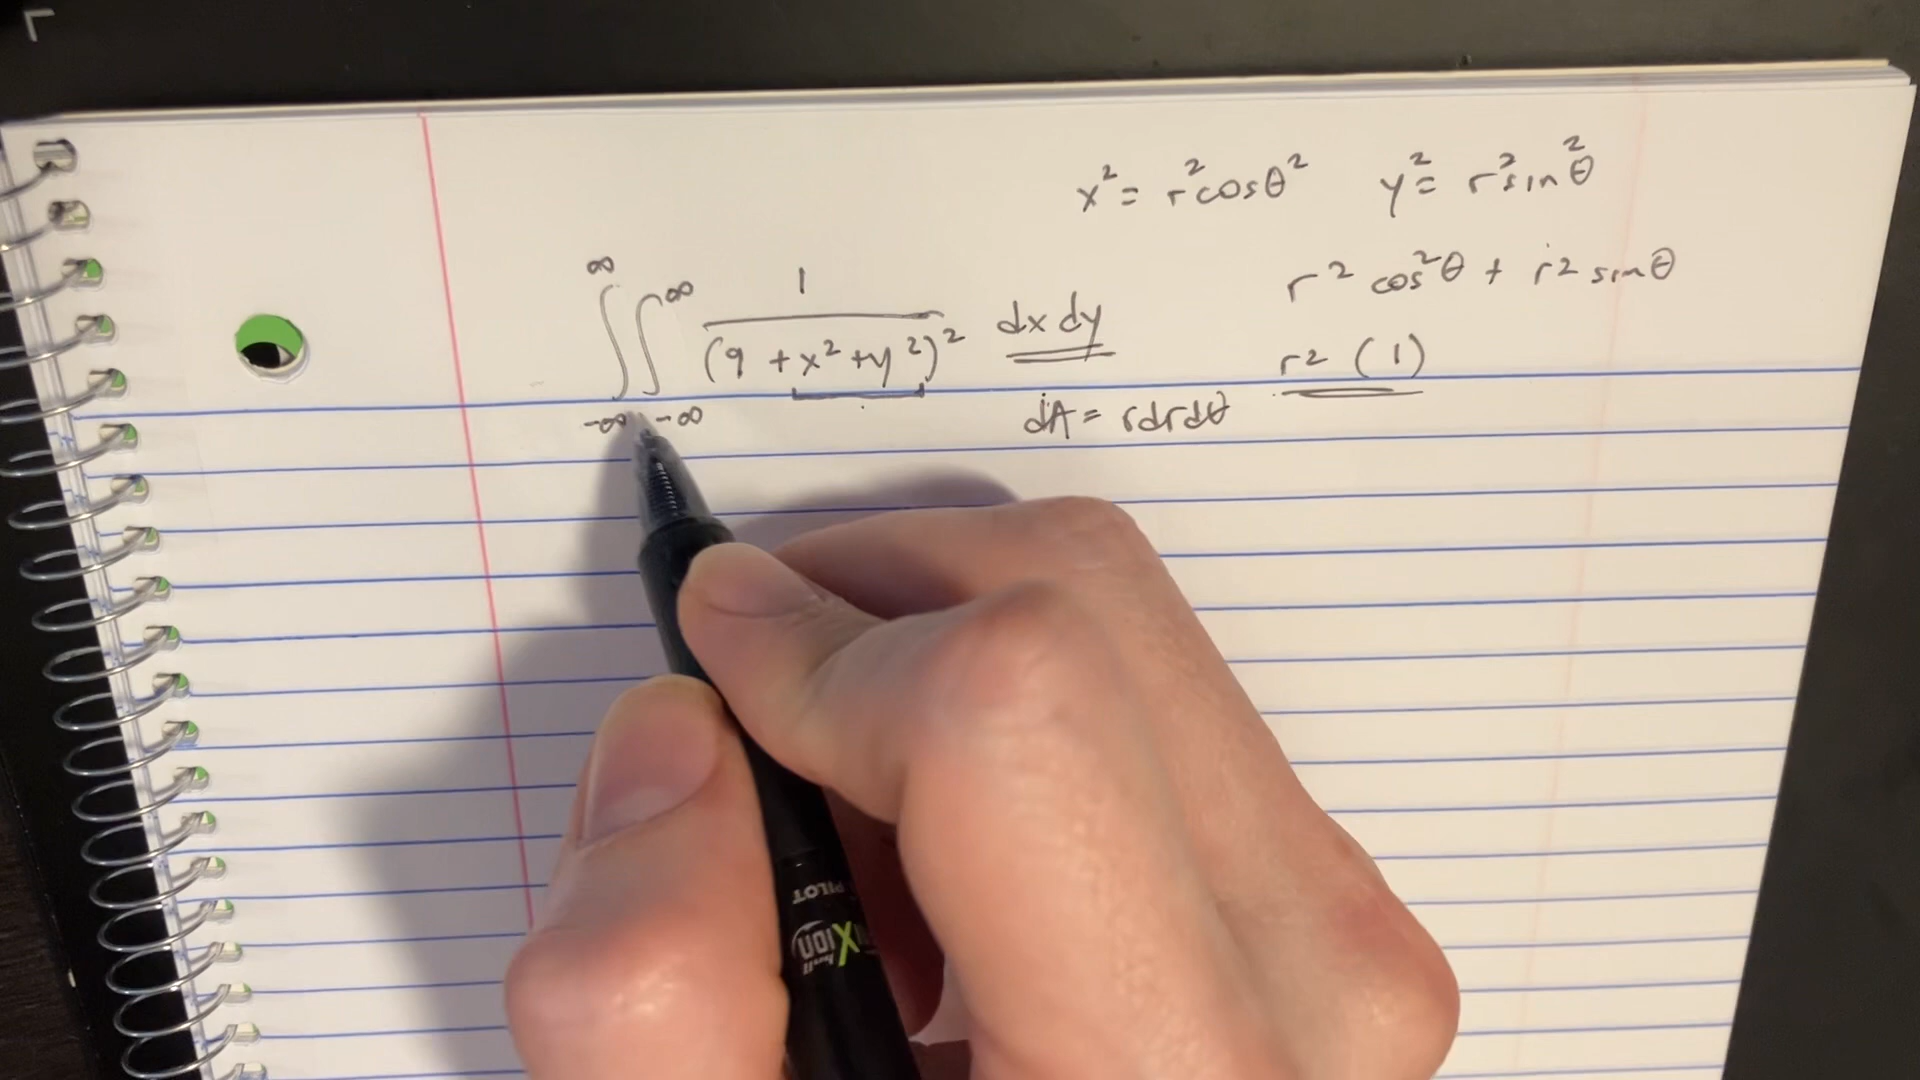 x² = r²cosθ² y² = r²sinθ²
r² cos²θ + r² sinθ
∫_{-∞}^{∞} ∫_{-∞}^{∞} 1/(9 + x² + y²)² dx dy
r² (1)
dA = rdrdθ
PILOT